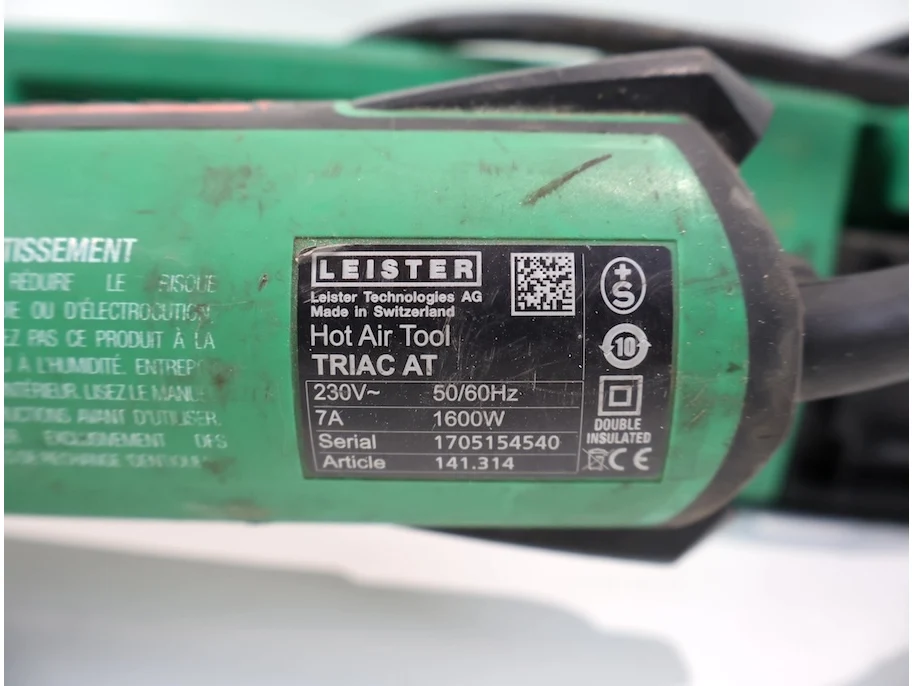 TISSEMENT
RÉDUIRE LE RISQUE
OU D'ÉLECTROCUTION
PAS CE PRODUIT À LA
À L'HUMIDITÉ. ENTREP
LISEZ LE
AVANT D'UTILISER.
LEISTER
Leister Technologies AG
Made in Switzerland
Hot Air Tool
TRIAC AT
230V~ 50/60Hz
7A 1600W
Serial 1705154540
Article 141.314
+S
10
DOUBLE
INSULATED
CE